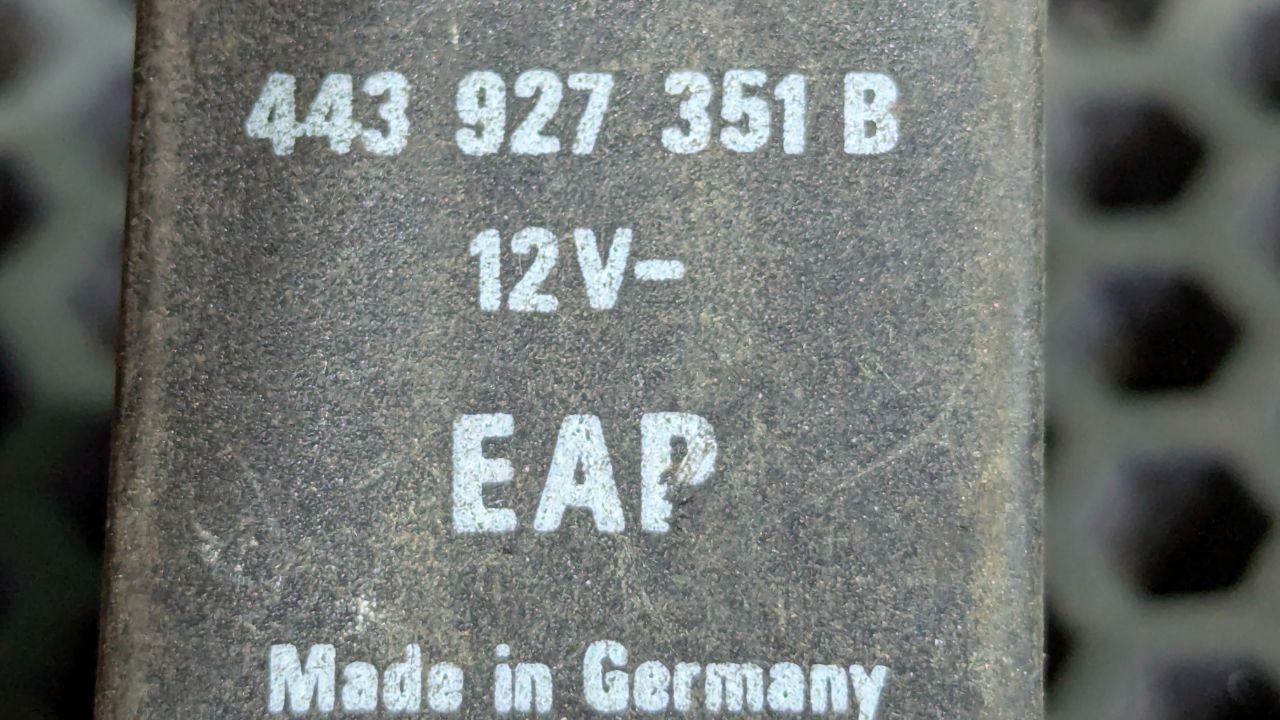 443 927 351 B
12V-
EAP
Made in Germany